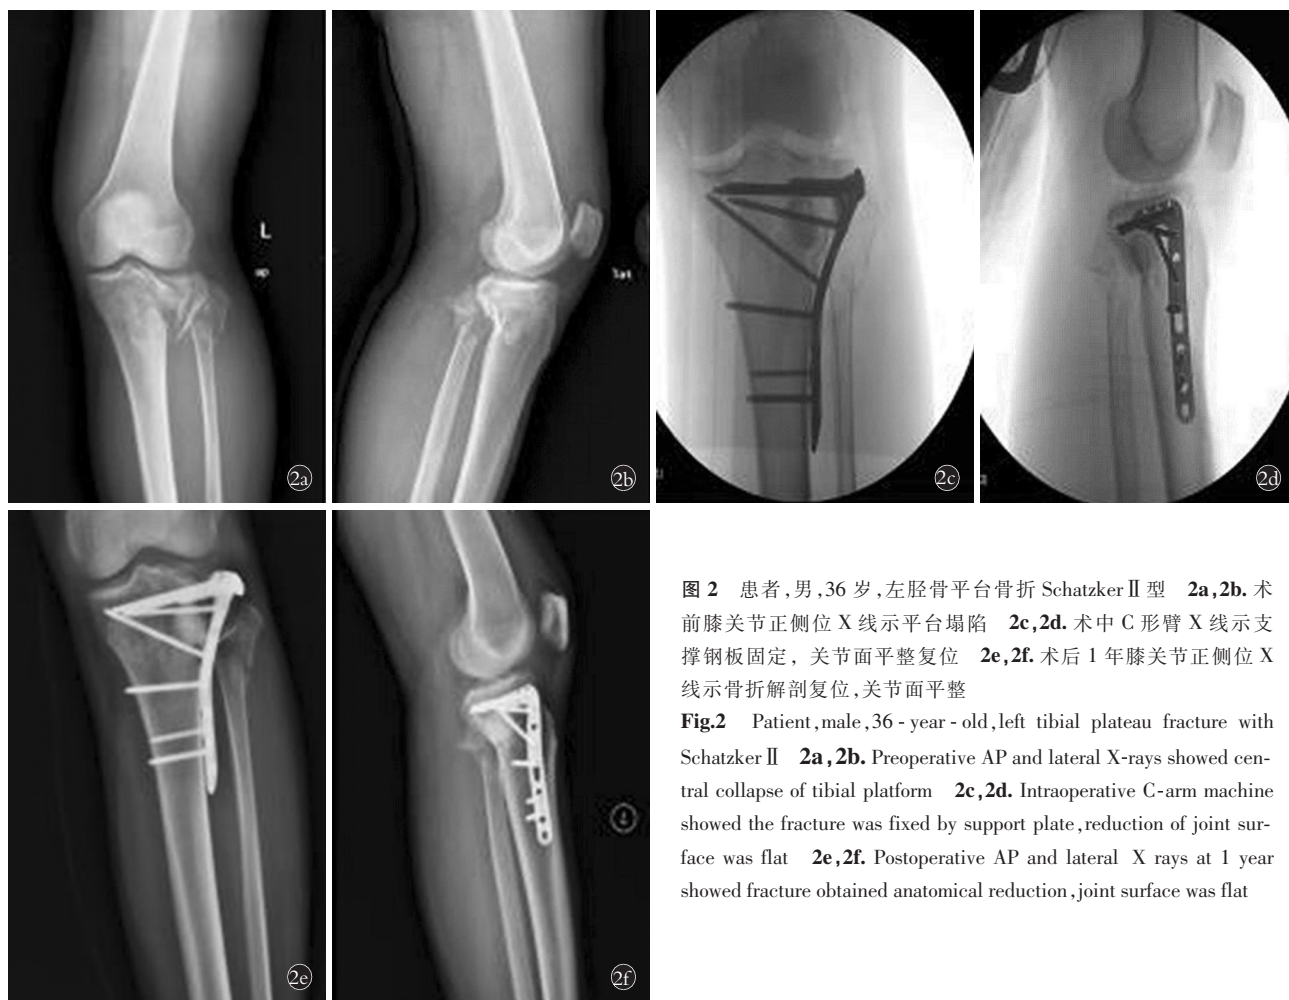 L
ap
2a
lat
2b
2c
2d
2e
2f
图 2 患者,男,36 岁,左胫骨平台骨折 Schatzker Ⅱ 型 2a,2b. 术
前膝关节正侧位 X 线示平台塌陷 2c,2d. 术中 C 形臂 X 线示支
撑钢板固定，关节面平整复位 2e,2f. 术后 1 年膝关节正侧位 X
线示骨折解剖复位,关节面平整
Fig.2 Patient,male,36-year-old,left tibial plateau fracture with
Schatzker Ⅱ 2a,2b. Preoperative AP and lateral X-rays showed cen-
tral collapse of tibial platform 2c,2d. Intraoperative C-arm machine
showed the fracture was fixed by support plate,reduction of joint sur-
face was flat 2e,2f. Postoperative AP and lateral X rays at 1 year
showed fracture obtained anatomical reduction,joint surface was flat